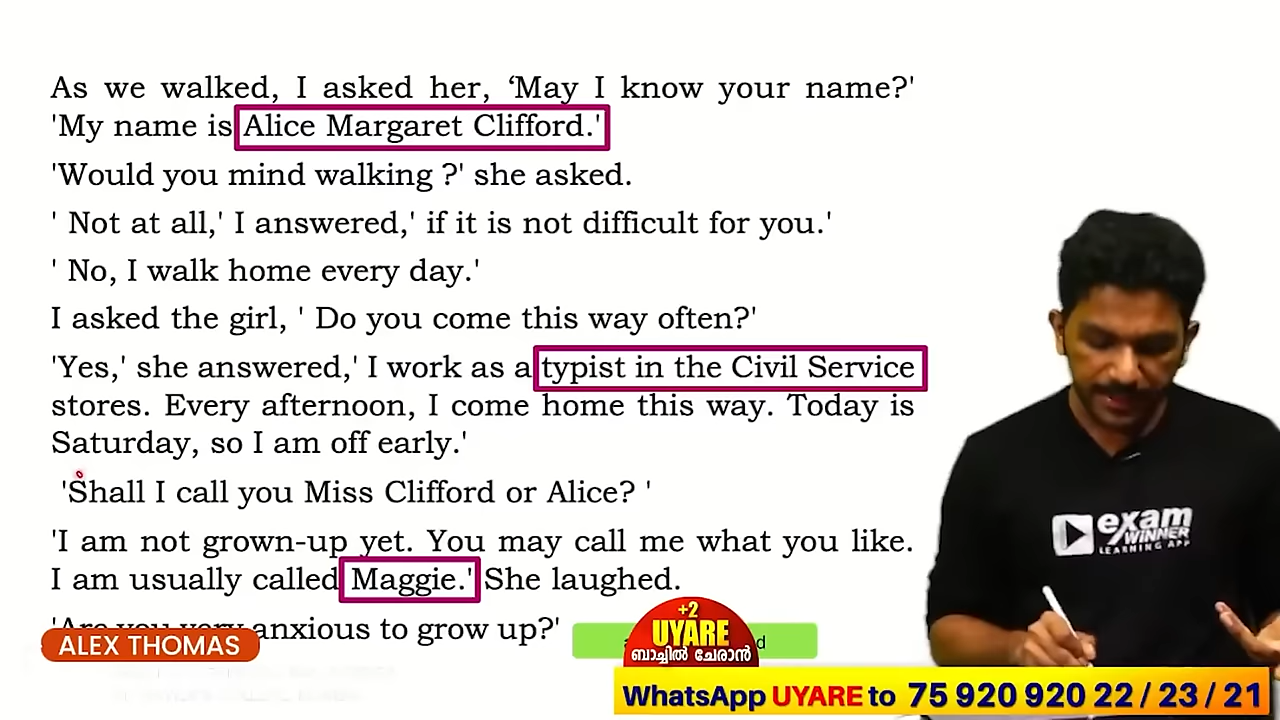 As we walked, I asked her, ‘May I know your name?'
'My name is Alice Margaret Clifford.'
'Would you mind walking ?' she asked.
' Not at all,' I answered,' if it is not difficult for you.'
' No, I walk home every day.'
I asked the girl, ' Do you come this way often?'
'Yes,' she answered,' I work as a typist in the Civil Service
stores. Every afternoon, I come home this way. Today is
Saturday, so I am off early.'
'Shall I call you Miss Clifford or Alice? '
'I am not grown-up yet. You may call me what you like.
I am usually called Maggie.' She laughed.
'Are you very anxious to grow up?'
ALEX THOMAS
+2
UYARE
ബാച്ചിൽ ചേരാൻ
WhatsApp UYARE to 75 920 920 22 / 23 / 21
exam
WINNER
LEARNING APP